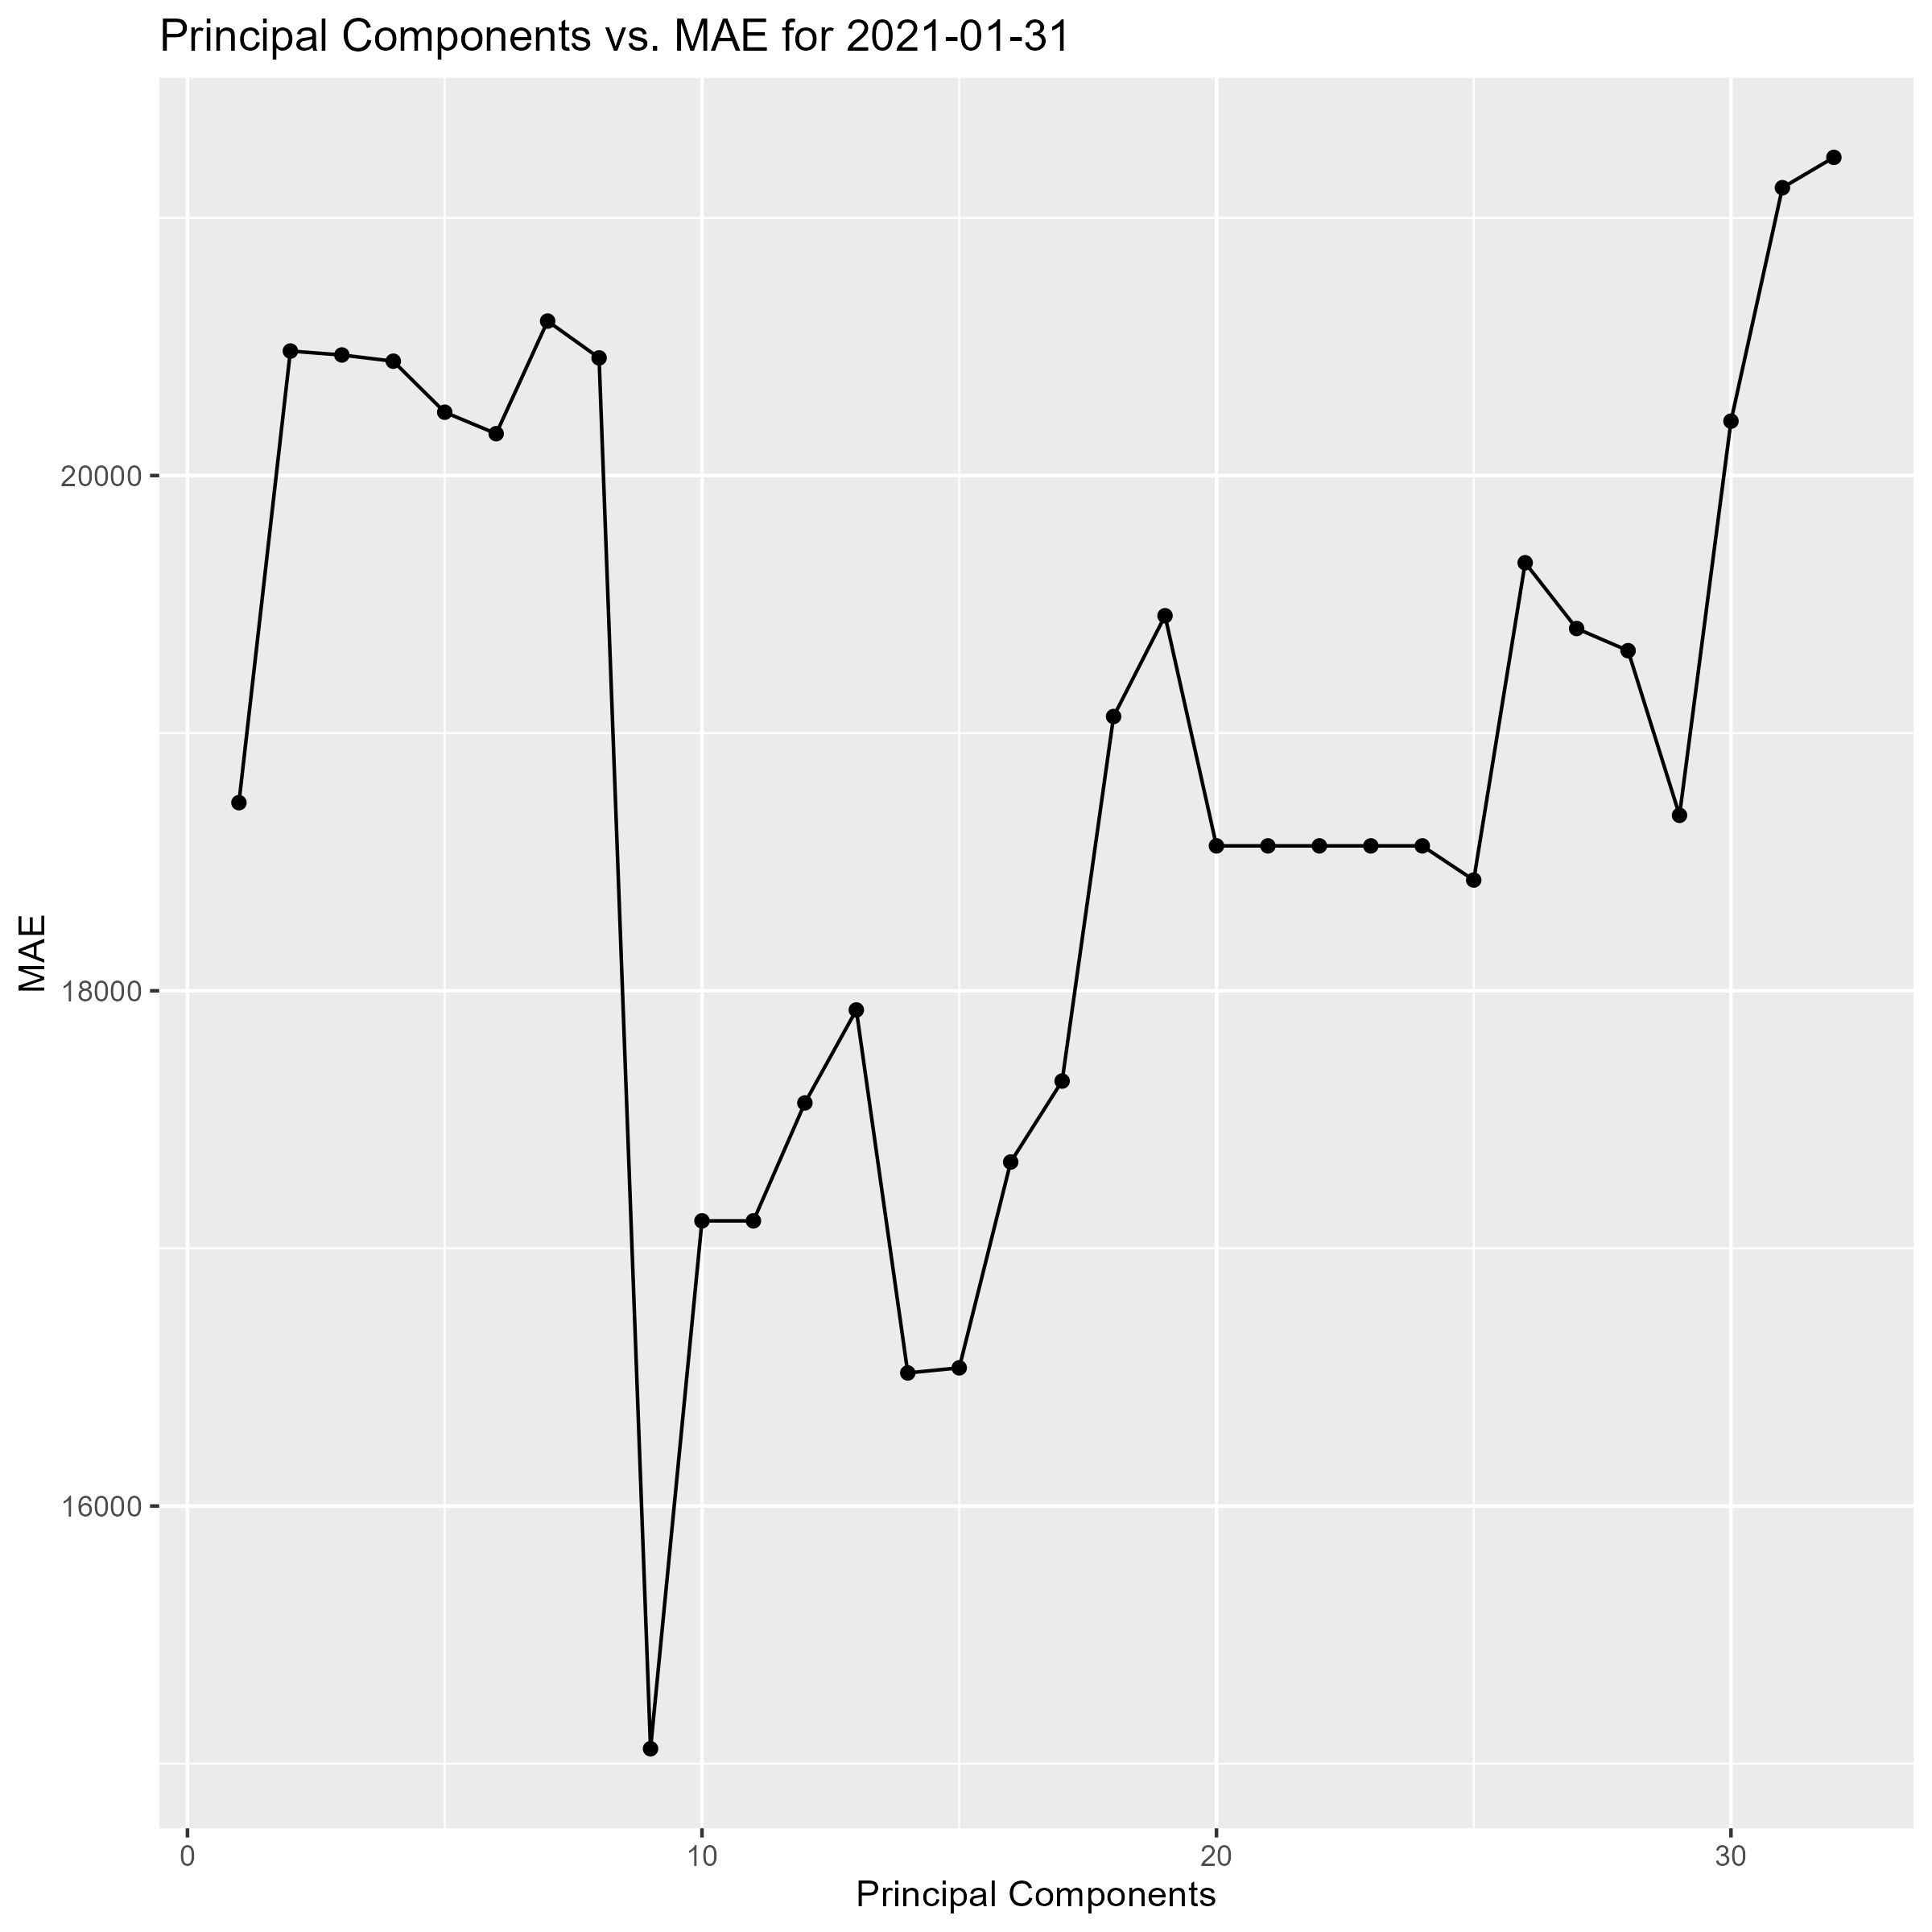 Principal Components vs. MAE for 2021-01-31
MAE
20000
18000
16000
0 10 20 30
Principal Components